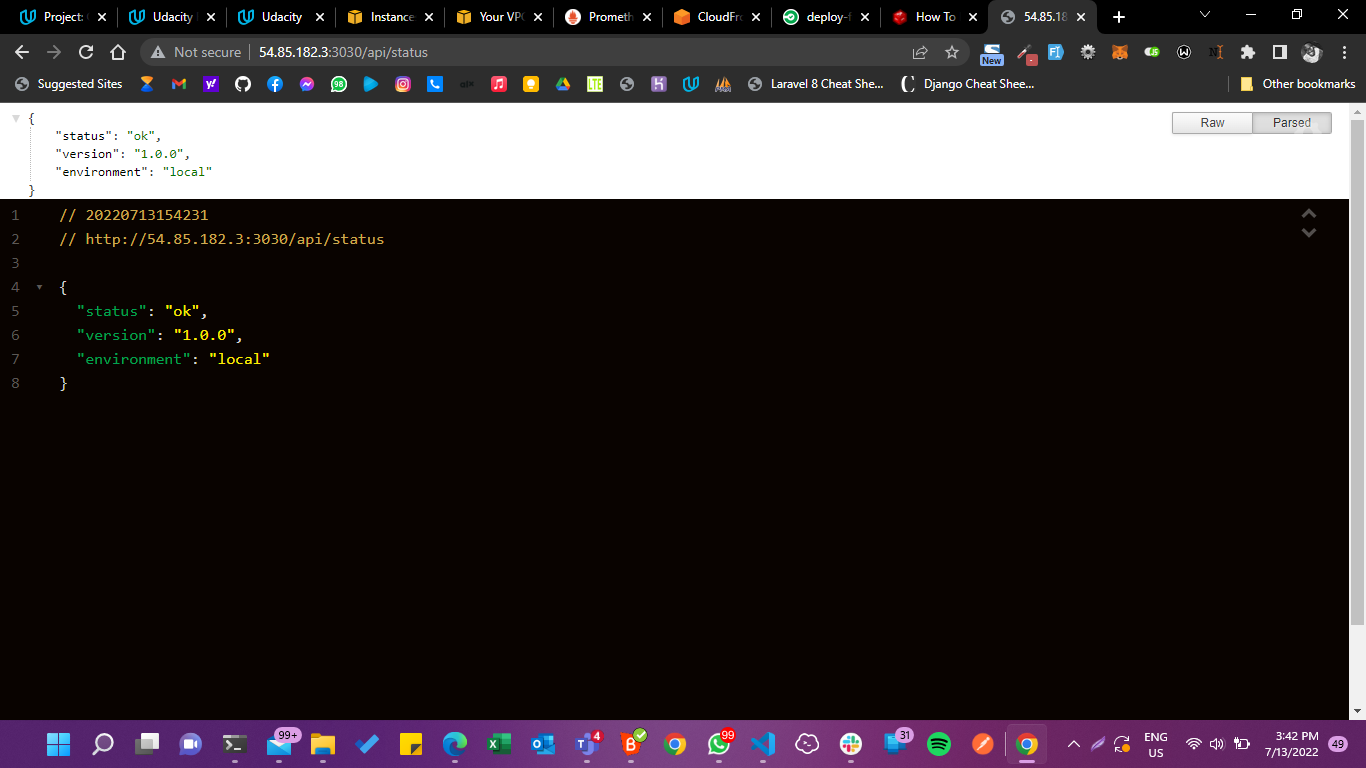 Project: Udacity Udacity Instance Your VPC Prometh CloudFro deploy-f How To 54.85.18
Not secure 54.85.182.3:3030/api/status
New
Suggested Sites 98 LTE Laravel 8 Cheat She... Django Cheat Shee... Other bookmarks
{
"status": "ok",
"version": "1.0.0",
"environment": "local"
}
Raw Parsed
1 // 20220713154231
2 // http://54.85.182.3:3030/api/status
3
4 {
5 "status": "ok",
6 "version": "1.0.0",
7 "environment": "local"
8 }
99+ 4 99 31
ENG
US
3:42 PM
7/13/2022
49